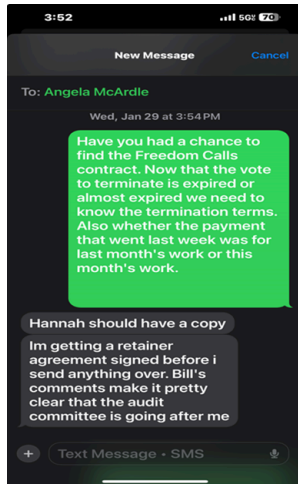 3:52 5G 70
New Message Cancel
To: Angela McArdle
Wed, Jan 29 at 3:54 PM
Have you had a chance to
find the Freedom Calls
contract. Now that the vote
to terminate is expired or
almost expired we need to
know the termination terms.
Also whether the payment
that went last week was for
last month's work or this
month's work.
Hannah should have a copy
Im getting a retainer
agreement signed before i
send anything over. Bill's
comments make it pretty
clear that the audit
committee is going after me
Text Message • SMS